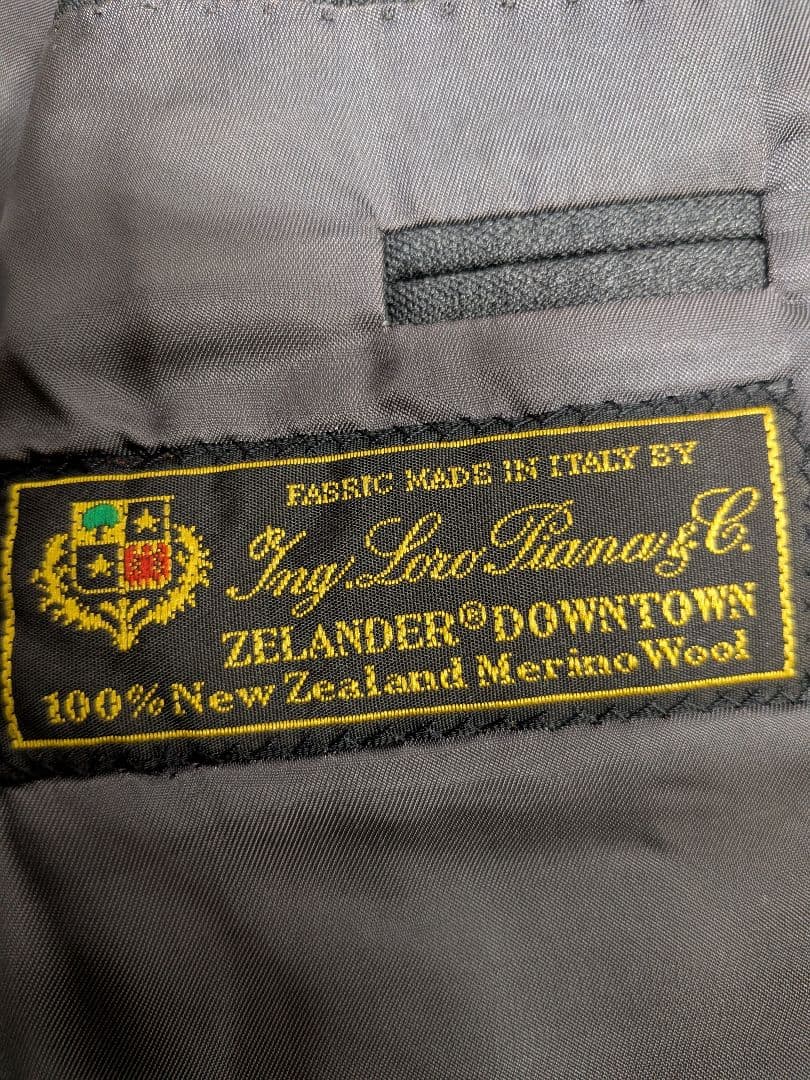 FABRIC MADE IN ITALY BY
Ing. Loro Piana & C.
ZELANDER® DOWNTOWN
100% New Zealand Merino Wool